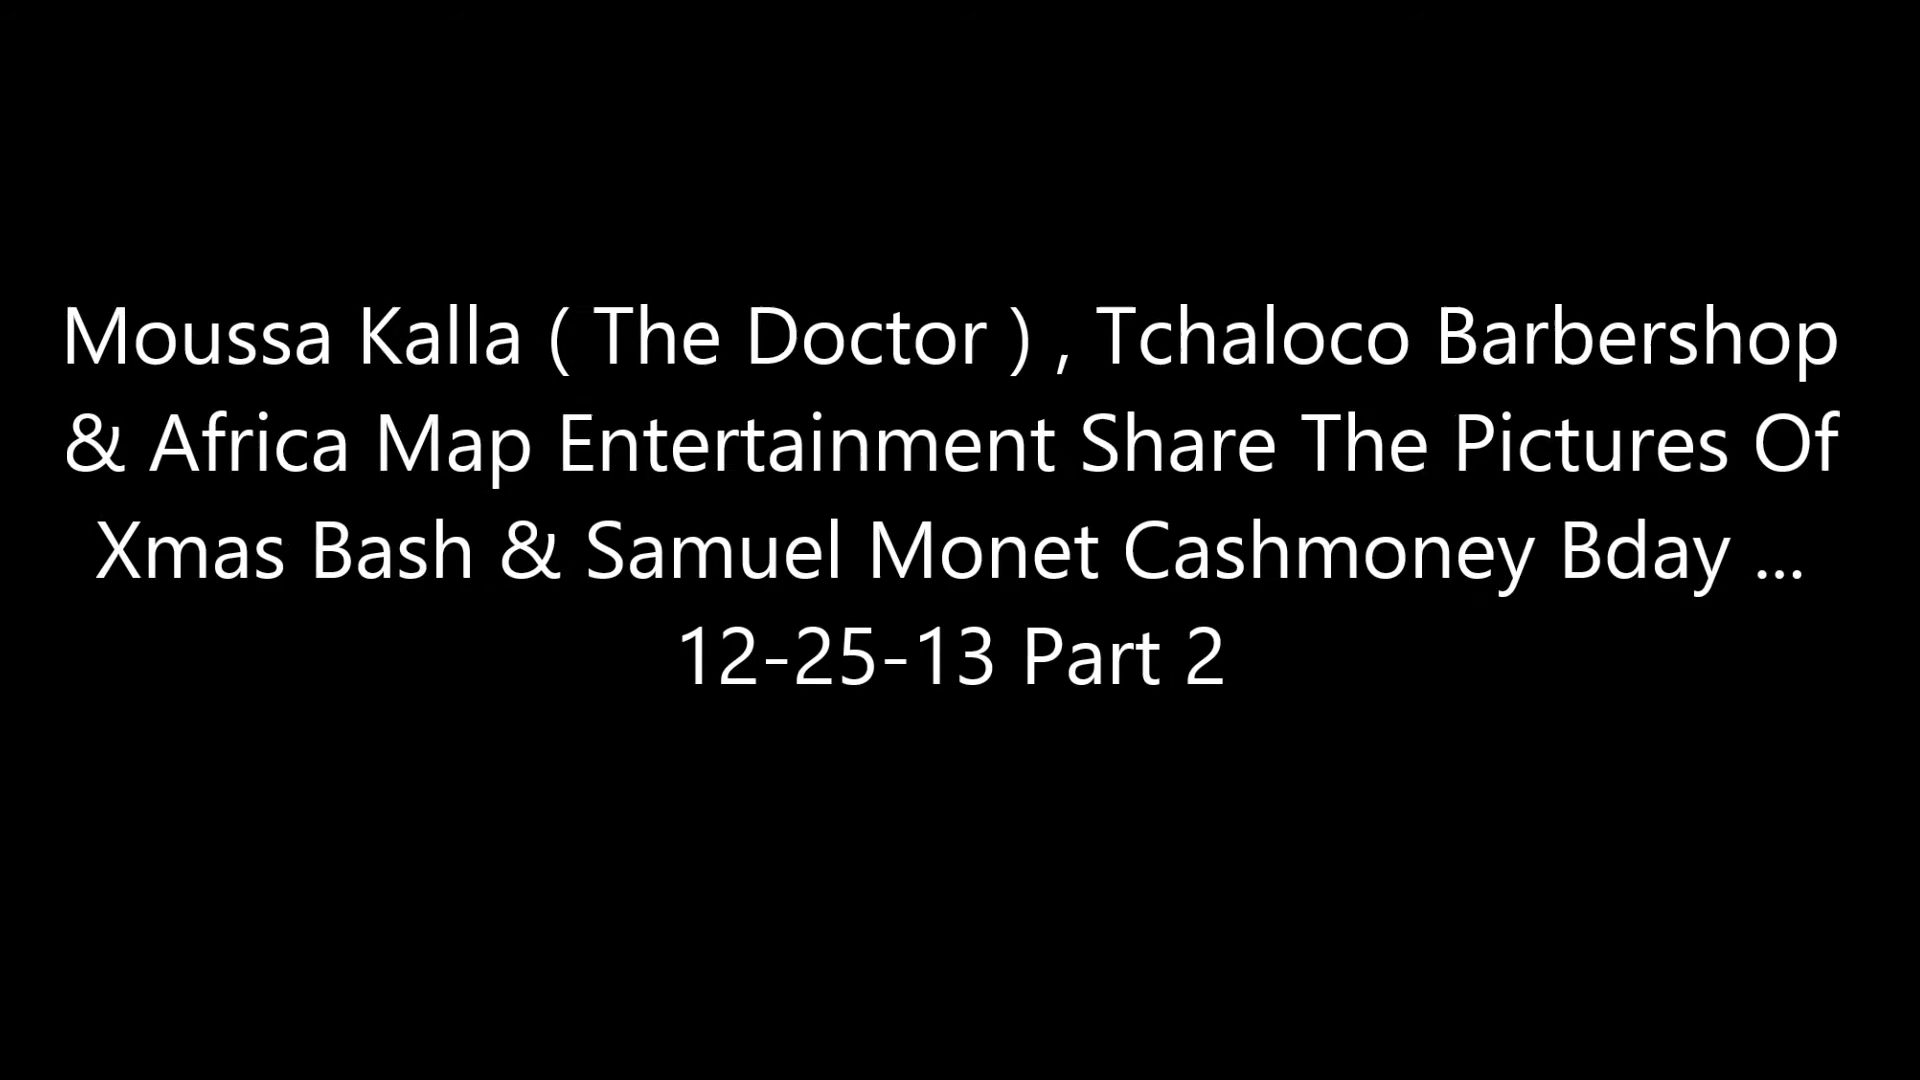 Moussa Kalla ( The Doctor ) , Tchaloco Barbershop
& Africa Map Entertainment Share The Pictures Of
Xmas Bash & Samuel Monet Cashmoney Bday ...
12-25-13 Part 2